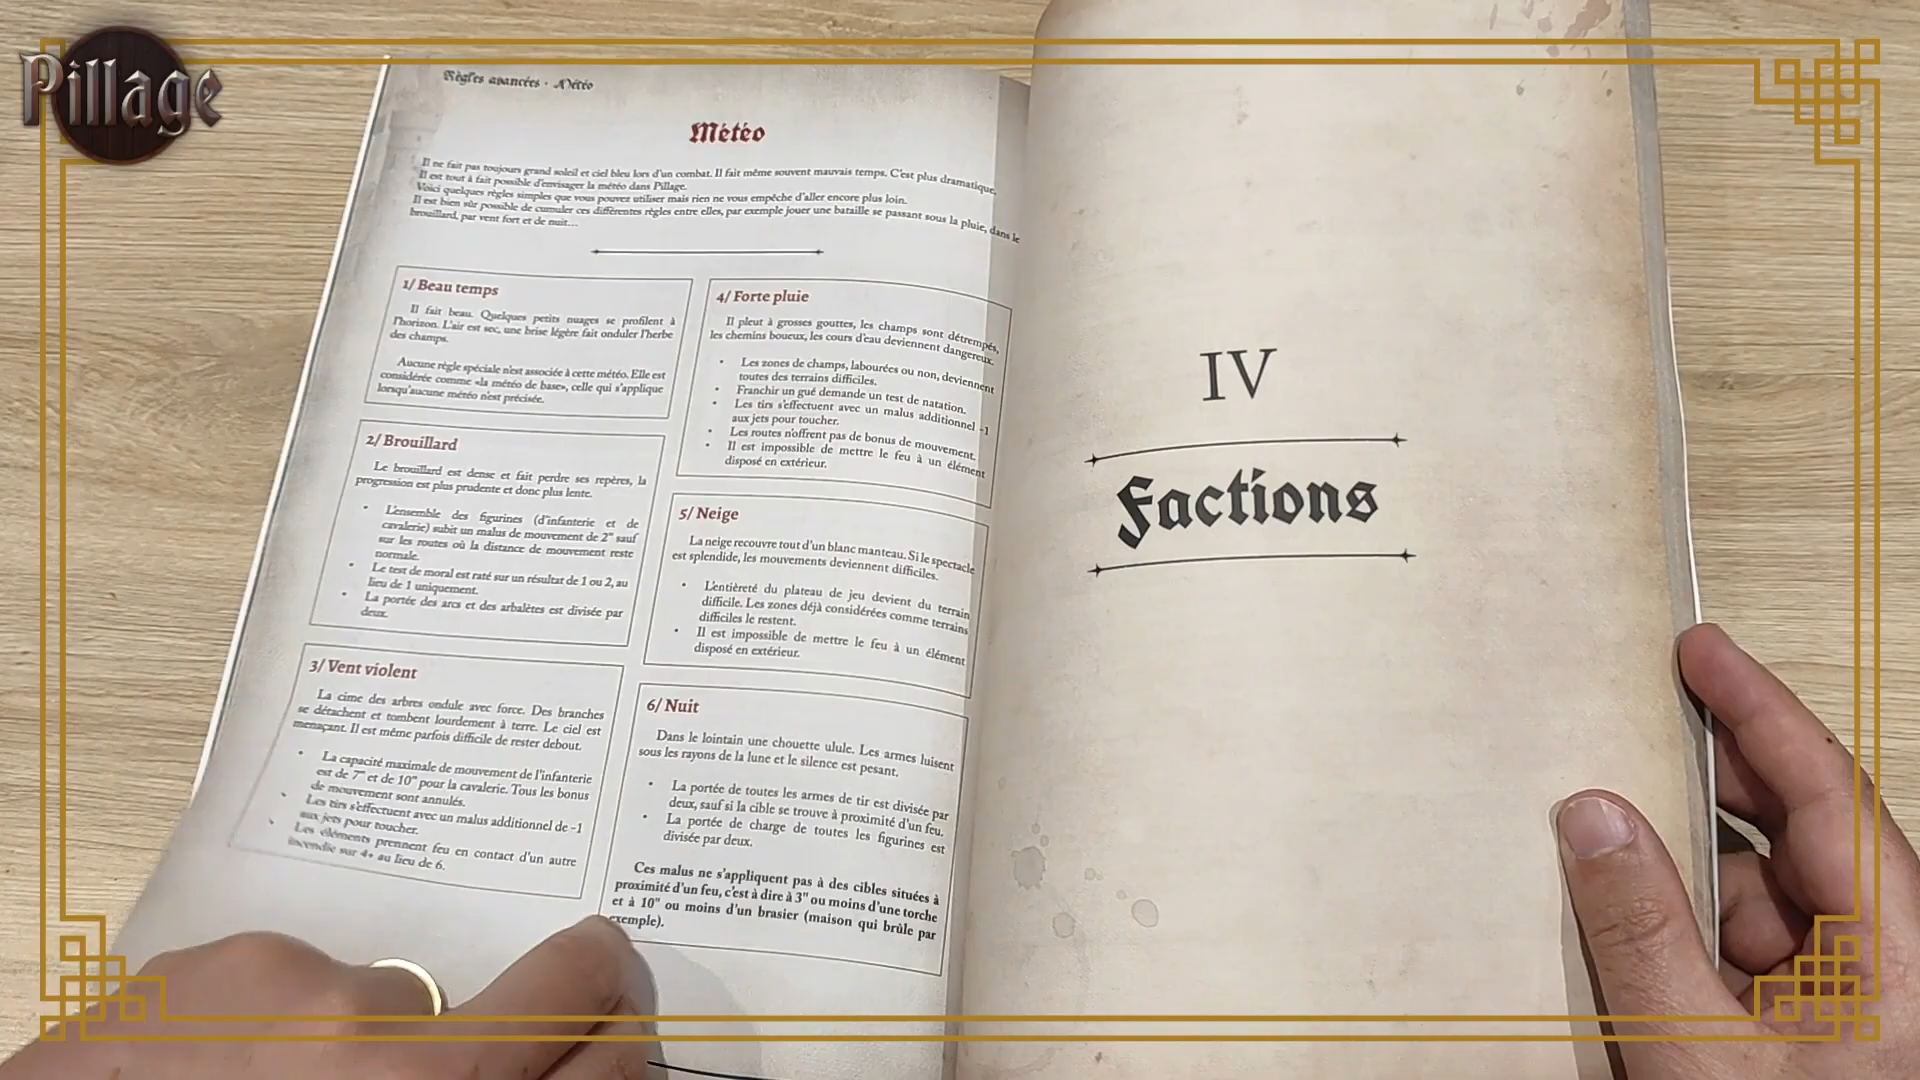 Pillage
Règles avancées · Météo
Météo
Il ne fait pas toujours grand soleil et ciel bleu lors d'un combat. Il fait même souvent mauvais temps. C'est plus dramatique,
Il est tout à fait possible d'envisager la météo dans Pillage.
Voici quelques règles simples que vous pouvez utiliser mais rien ne vous empêche d'aller encore plus loin.
Il est bien sûr possible de cumuler ces différentes règles entre elles, par exemple jouer une bataille se passant sous la pluie, dans le
brouillard, par vent fort et de nuit...
1/ Beau temps
Il fait beau. Quelques petits nuages se profilent à
l'horizon. L'air est sec, une brise légère fait onduler l'herbe
des champs.
Aucune règle spéciale n'est associée à cette météo. Elle est
considérée comme «la météo de base», celle qui s'applique
lorsqu'aucune météo n'est précisée.
2/ Brouillard
Le brouillard est dense et fait perdre ses repères, la
progression est plus prudente et donc plus lente.
• L'ensemble des figurines (d'infanterie et de
cavalerie) subit un malus de mouvement de 2" sauf
sur les routes où la distance de mouvement reste
normale.
• Le test de moral est raté sur un résultat de 1 ou 2, au
lieu de 1 uniquement.
• La portée des arcs et des arbalètes est divisée par
deux.
3/ Vent violent
La cime des arbres ondule avec force. Des branches
se détachent et tombent lourdement à terre. Le ciel est
menaçant. Il est même parfois difficile de rester debout.
• La capacité maximale de mouvement de l'infanterie
est de 7" et de 10" pour la cavalerie. Tous les bonus
de mouvement sont annulés.
• Les tirs s'effectuent avec un malus additionnel de -1
aux jets pour toucher.
• Les éléments prennent feu en contact d'un autre
incendie sur 4+ au lieu de 6.
4/ Forte pluie
Il pleut à grosses gouttes, les champs sont détrempés,
les chemins boueux, les cours d'eau deviennent dangereux.
• Les zones de champs, labourées ou non, deviennent
toutes des terrains difficiles.
• Franchir un gué demande un test de natation.
• Les tirs s'effectuent avec un malus additionnel -1
aux jets pour toucher.
• Les routes n'offrent pas de bonus de mouvement.
• Il est impossible de mettre le feu à un élément
disposé en extérieur.
5/ Neige
La neige recouvre tout d'un blanc manteau. Si le spectacle
est splendide, les mouvements deviennent difficiles.
• L'entièreté du plateau de jeu devient du terrain
difficile. Les zones déjà considérées comme terrains
difficiles le restent.
• Il est impossible de mettre le feu à un élément
disposé en extérieur.
6/ Nuit
Dans le lointain une chouette ulule. Les armes luisent
sous les rayons de la lune et le silence est pesant.
• La portée de toutes les armes de tir est divisée par
deux, sauf si la cible se trouve à proximité d'un feu.
• La portée de charge de toutes les figurines est
divisée par deux.
Ces malus ne s'appliquent pas à des cibles situées à
proximité d'un feu, c'est à dire à 3" ou moins d'une torche
et à 10" ou moins d'un brasier (maison qui brûle par
exemple).
IV
Factions